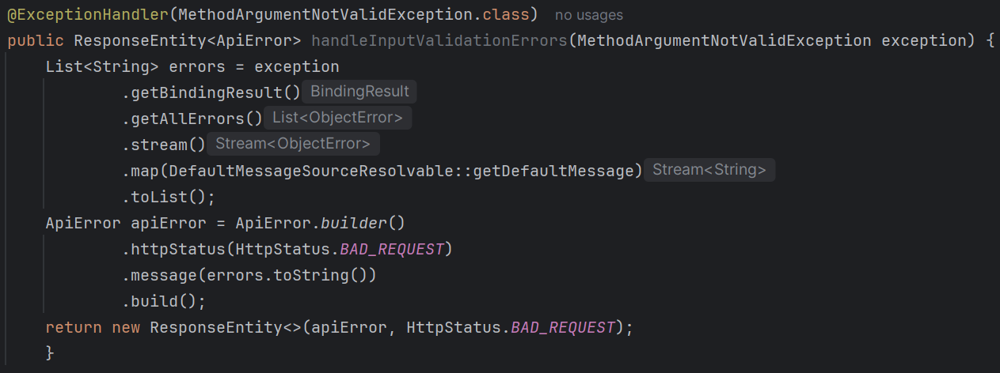 @ExceptionHandler(MethodArgumentNotValidException.class) no usages
public ResponseEntity<ApiError> handleInputValidationErrors(MethodArgumentNotValidException exception) {
List<String> errors = exception
.getBindingResult() BindingResult
.getAllErrors() List<ObjectError>
.stream() Stream<ObjectError>
.map(DefaultMessageSourceResolvable::getDefaultMessage) Stream<String>
.toList();
ApiError apiError = ApiError.builder()
.httpStatus(HttpStatus.BAD_REQUEST)
.message(errors.toString())
.build();
return new ResponseEntity<>(apiError, HttpStatus.BAD_REQUEST);
}